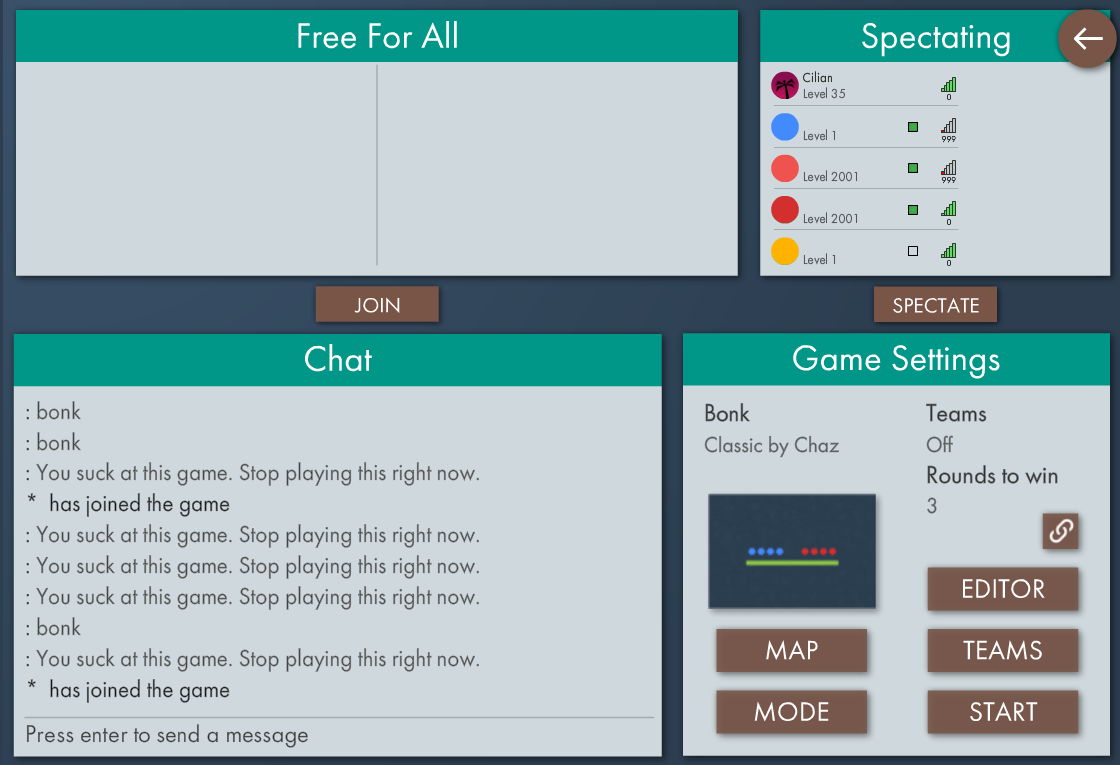 Free For All
Spectating
Cilian
Level 35
0
Level 1
999
Level 2001
999
Level 2001
0
Level 1
0
JOIN
SPECTATE
Chat
: bonk
: bonk
: You suck at this game. Stop playing this right now.
* has joined the game
: You suck at this game. Stop playing this right now.
: You suck at this game. Stop playing this right now.
: You suck at this game. Stop playing this right now.
: bonk
: You suck at this game. Stop playing this right now.
* has joined the game
Press enter to send a message
Game Settings
Bonk
Classic by Chaz
Teams
Off
Rounds to win
3
EDITOR
MAP
TEAMS
MODE
START